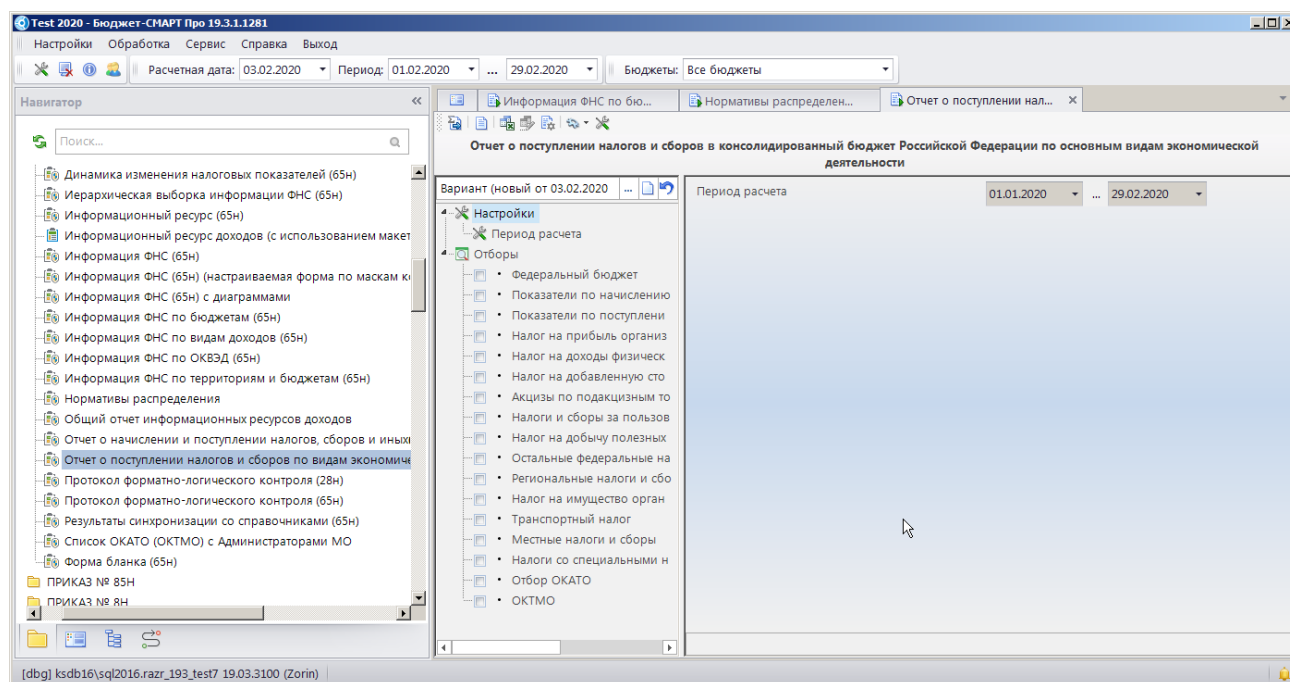 Test 2020 - Бюджет-СМАРТ Про 19.3.1.1281
Настройки Обработка Сервис Справка Выход
Расчетная дата: 03.02.2020 Период: 01.02.2020 ... 29.02.2020 Бюджеты: Все бюджеты
Навигатор
Информация ФНС по бю... Нормативы распределен... Отчет о поступлении нал...
Поиск...
Отчет о поступлении налогов и сборов в консолидированный бюджет Российской Федерации по основным видам экономической
деятельности
Динамика изменения налоговых показателей (65н)
Иерархическая выборка информации ФНС (65н)
Информационный ресурс (65н)
Информационный ресурс доходов (с использованием макет
Информация ФНС (65н)
Информация ФНС (65н) (настраиваемая форма по маскам к
Информация ФНС (65н) с диаграммами
Информация ФНС по бюджетам (65н)
Информация ФНС по видам доходов (65н)
Информация ФНС по ОКВЭД (65н)
Информация ФНС по территориям и бюджетам (65н)
Нормативы распределения
Общий отчет информационных ресурсов доходов
Отчет о начислении и поступлении налогов, сборов и иных
Отчет о поступлении налогов и сборов по видам экономиче
Протокол форматно-логического контроля (28н)
Протокол форматно-логического контроля (65н)
Результаты синхронизации со справочниками (65н)
Список ОКАТО (ОКТМО) с Администраторами МО
Форма бланка (65н)
ПРИКАЗ № 85Н
ПРИКАЗ № 8Н
Вариант (новый от 03.02.2020 ...
Настройки
Период расчета
Отборы
• Федеральный бюджет
• Показатели по начислению
• Показатели по поступлени
• Налог на прибыль организ
• Налог на доходы физическ
• Налог на добавленную сто
• Акцизы по подакцизным то
• Налоги и сборы за пользов
• Налог на добычу полезных
• Остальные федеральные на
• Региональные налоги и сбо
• Налог на имущество орган
• Транспортный налог
• Местные налоги и сборы
• Налоги со специальными н
• Отбор ОКАТО
• ОКТМО
Период расчета 01.01.2020 ... 29.02.2020
[dbg] ksdb16\sql2016.razr_193_test7 19.03.3100 (Zorin)